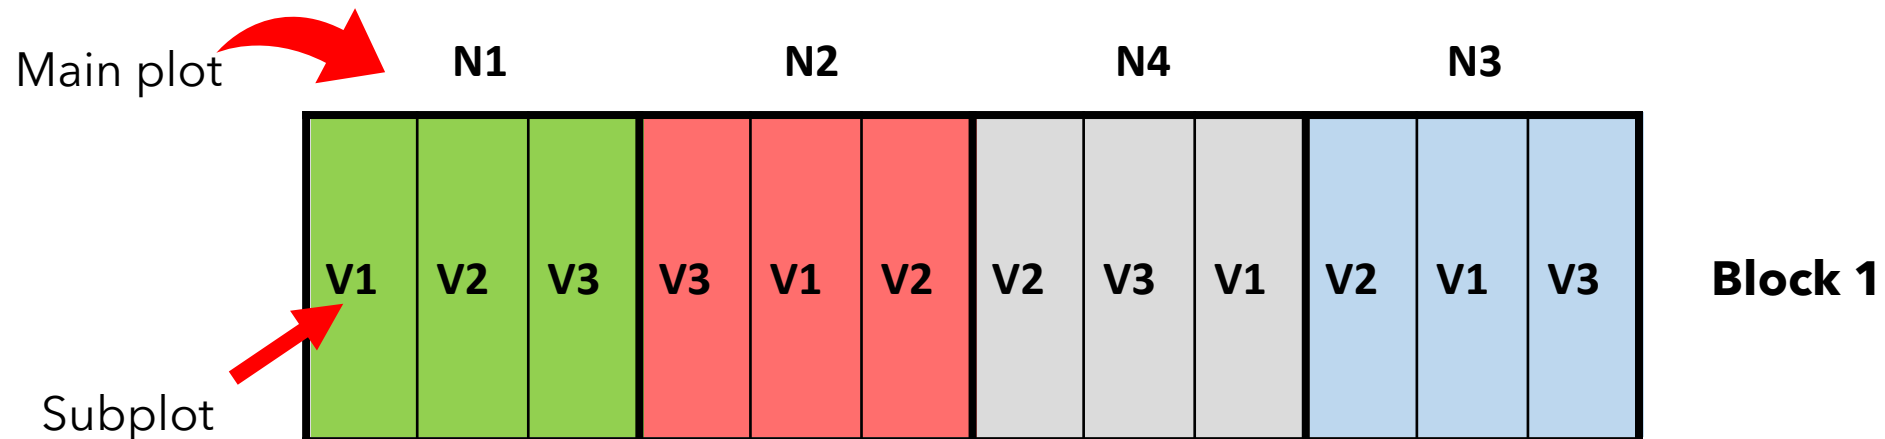 Main plot
N1 N2 N4 N3
V1 V2 V3 V3 V1 V2 V2 V3 V1 V2 V1 V3
Block 1
Subplot